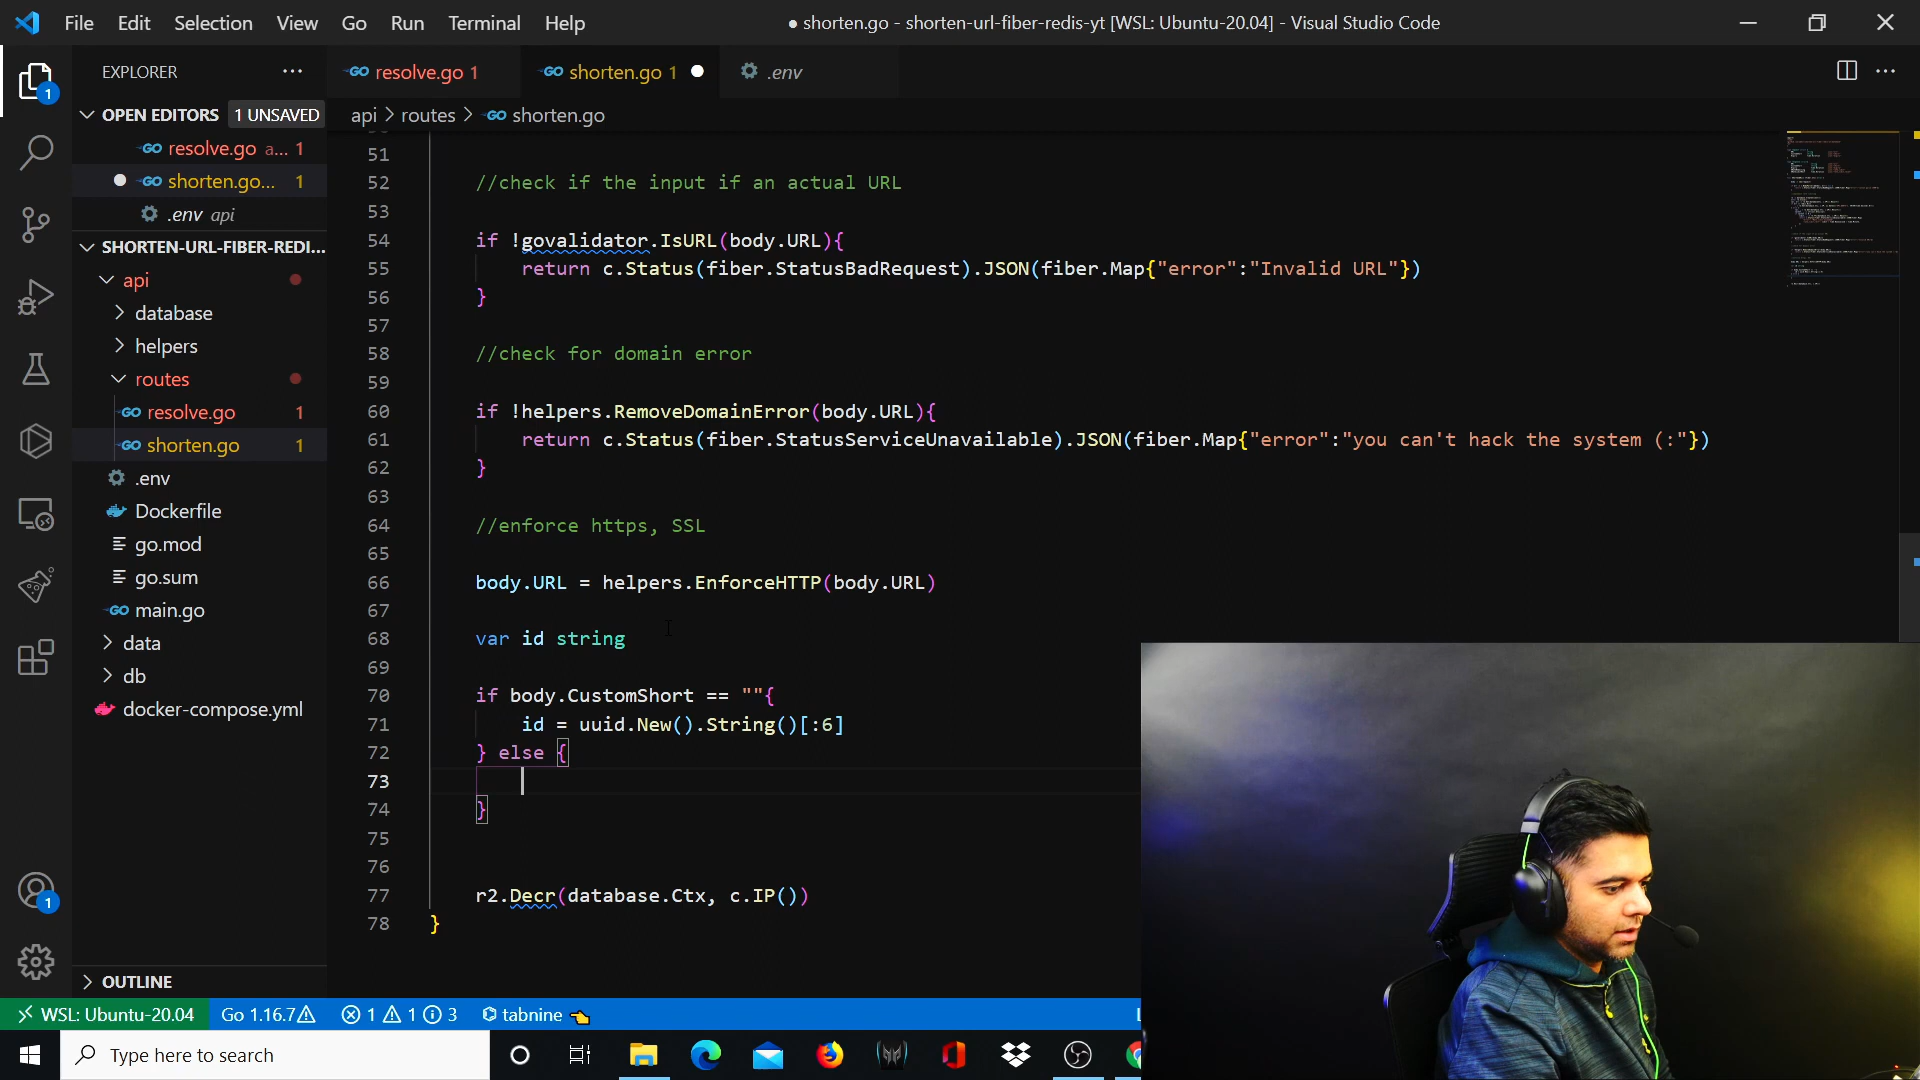 File Edit Selection View Go Run Terminal Help
● shorten.go - shorten-url-fiber-redis-yt [WSL: Ubuntu-20.04] - Visual Studio Code
EXPLORER
resolve.go 1
shorten.go 1
.env
OPEN EDITORS 1 UNSAVED
resolve.go a... 1
shorten.go... 1
.env api
SHORTEN-URL-FIBER-REDI...
api
database
helpers
routes
resolve.go 1
shorten.go 1
.env
Dockerfile
go.mod
go.sum
main.go
data
db
docker-compose.yml
OUTLINE
1
1
api > routes > shorten.go
51
52 //check if the input if an actual URL
53
54 if !govalidator.IsURL(body.URL){
55 return c.Status(fiber.StatusBadRequest).JSON(fiber.Map{"error":"Invalid URL"})
56 }
57
58 //check for domain error
59
60 if !helpers.RemoveDomainError(body.URL){
61 return c.Status(fiber.StatusServiceUnavailable).JSON(fiber.Map{"error":"you can't hack the system (:"})
62 }
63
64 //enforce https, SSL
65
66 body.URL = helpers.EnforceHTTP(body.URL)
67
68 var id string
69
70 if body.CustomShort == ""{
71 id = uuid.New().String()[:6]
72 } else {
73
74 }
75
76
77 r2.Decr(database.Ctx, c.IP())
78 }
WSL: Ubuntu-20.04 Go 1.16.7 1 1 3 tabnine
Type here to search